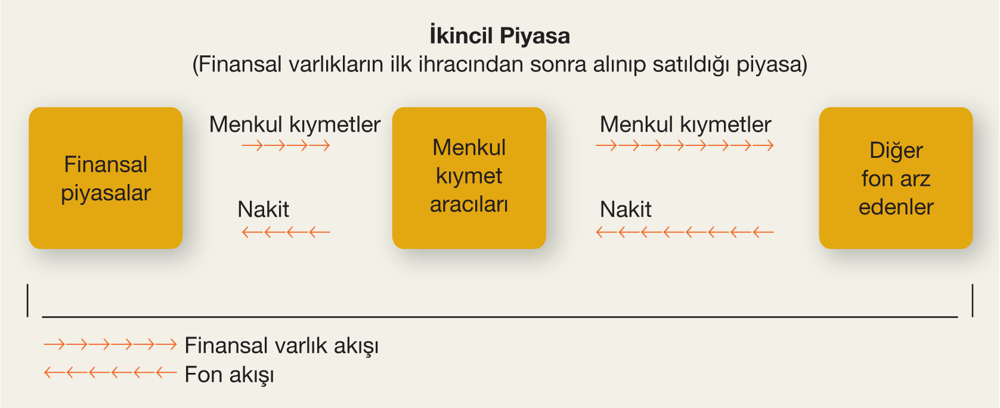 İkincil Piyasa
(Finansal varlıkların ilk ihracından sonra alınıp satıldığı piyasa)
Finansal
piyasalar
Menkul kıymetler
Nakit
Menkul
kıymet
aracıları
Menkul kıymetler
Nakit
Diğer
fon arz
edenler
Finansal varlık akışı
Fon akışı